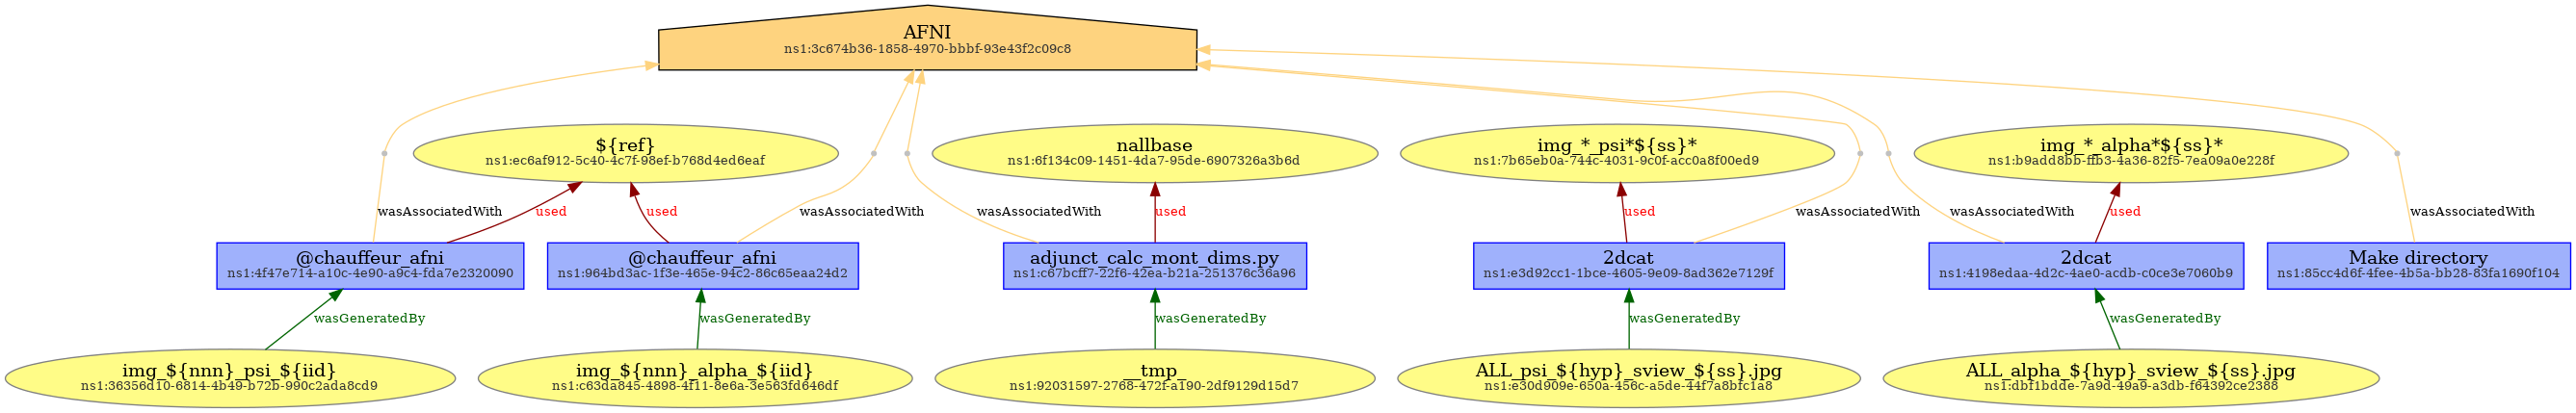 AFNI
ns1:3c674b36-1858-4970-bbbf-93e43f2c09c8
${ref}
ns1:ec6af912-5c40-4c7f-98ef-b768d4ed6eaf
nallbase
ns1:6f134c09-1451-4da7-95de-6907326a3b6d
img_*_psi*${ss}*
ns1:7b65eb0a-744c-4031-9c0f-acc0a8f00ed9
img_*_alpha*${ss}*
ns1:b9add8bb-ffb3-4a36-82f5-7ea09a0e228f
wasAssociatedWith
used
used
wasAssociatedWith
wasAssociatedWith
used
used
wasAssociatedWith
wasAssociatedWith
used
wasAssociatedWith
@chauffeur_afni
ns1:4f47e714-a10c-4e90-a9c4-fda7e2320090
@chauffeur_afni
ns1:964bd3ac-1f3e-465e-94c2-86c65eaa24d2
adjunct_calc_mont_dims.py
ns1:c67bcff7-22f6-42ea-b21a-251376c36a96
2dcat
ns1:e3d92cc1-1bce-4605-9e09-8ad362e7129f
2dcat
ns1:4198edaa-4d2c-4ae0-acdb-c0ce3e7060b9
Make directory
ns1:85cc4d6f-4fee-4b5a-bb28-83fa1690f104
wasGeneratedBy
wasGeneratedBy
wasGeneratedBy
wasGeneratedBy
wasGeneratedBy
img_${nnn}_psi_${iid}
ns1:36356d10-6814-4b49-b72b-990c2ada8cd9
img_${nnn}_alpha_${iid}
ns1:c63da845-4898-4f11-8e6a-3e563fd646df
__tmp_
ns1:92031597-2768-472f-a190-2df9129d15d7
ALL_psi_${hyp}_sview_${ss}.jpg
ns1:e30d909e-650a-456c-a5de-44f7a8bfc1a8
ALL_alpha_${hyp}_sview_${ss}.jpg
ns1:dbf1bdde-7a9d-49a9-a3db-f64392ce2388